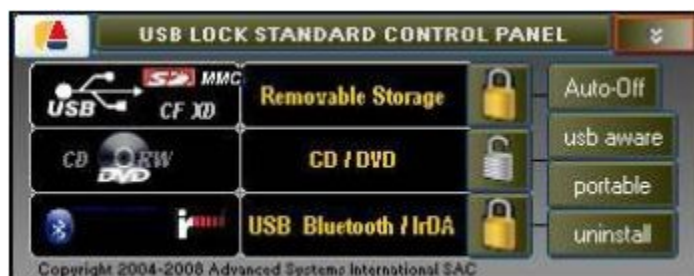 USB LOCK STANDARD CONTROL PANEL
USB SD MMC
CF XD
Removable Storage
Auto-Off
usb aware
CD RW
DVD
CD / DVD
portable
ir
USB Bluetooth / IrDA
uninstall
Copyright 2004-2008 Advanced Systems International SAC